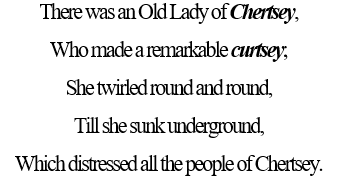 There was an Old Lady of Chertsey,
Who made a remarkable curtsey;
She twirled round and round,
Till she sunk underground,
Which distressed all the people of Chertsey.